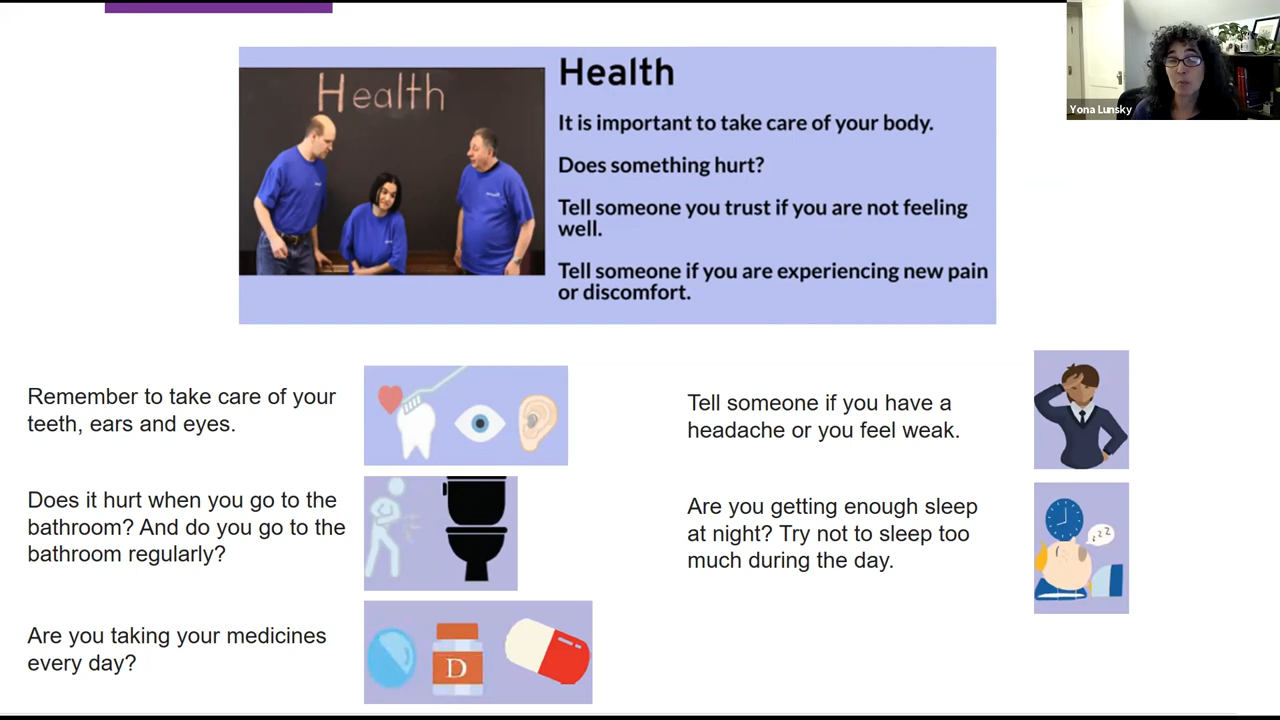 Health
Health
It is important to take care of your body.
Does something hurt?
Tell someone you trust if you are not feeling
well.
Tell someone if you are experiencing new pain
or discomfort.
Yona Lunsky
Remember to take care of your
teeth, ears and eyes.
Does it hurt when you go to the
bathroom? And do you go to the
bathroom regularly?
D
Are you taking your medicines
every day?
Tell someone if you have a
headache or you feel weak.
Are you getting enough sleep
at night? Try not to sleep too
much during the day.
z z z